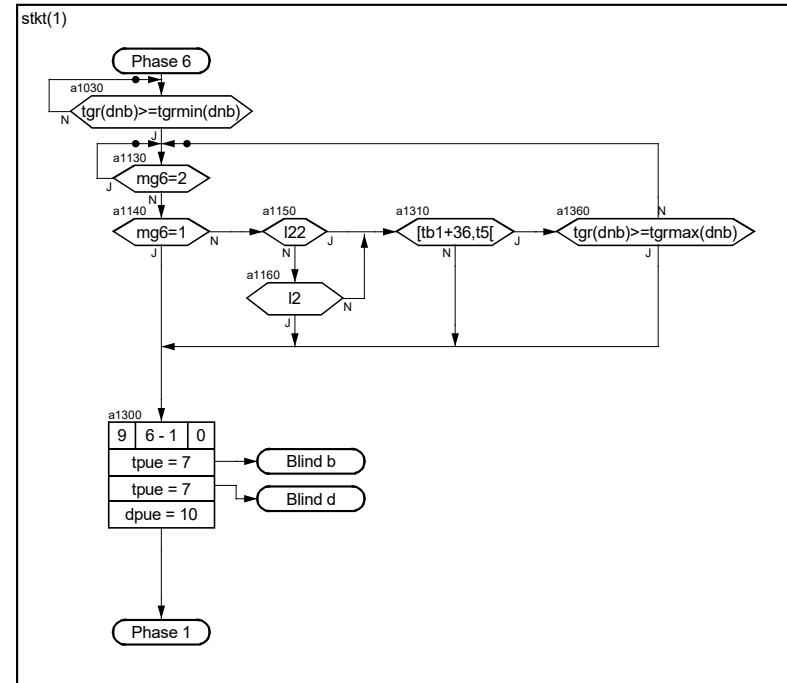 stkt(1)
Phase 6
a1030
tgr(dnb)>=tgrmin(dnb)
N
J
a1130
mg6=2
J
N
a1140
mg6=1
N
J
a1150
l22
J
N
a1160
l2
N
J
a1310
[tb1+36,t5[
J
N
a1360
N
tgr(dnb)>=tgrmax(dnb)
J
a1300
9 6 - 1 0
tpue = 7
Blind b
tpue = 7
Blind d
dpue = 10
Phase 1